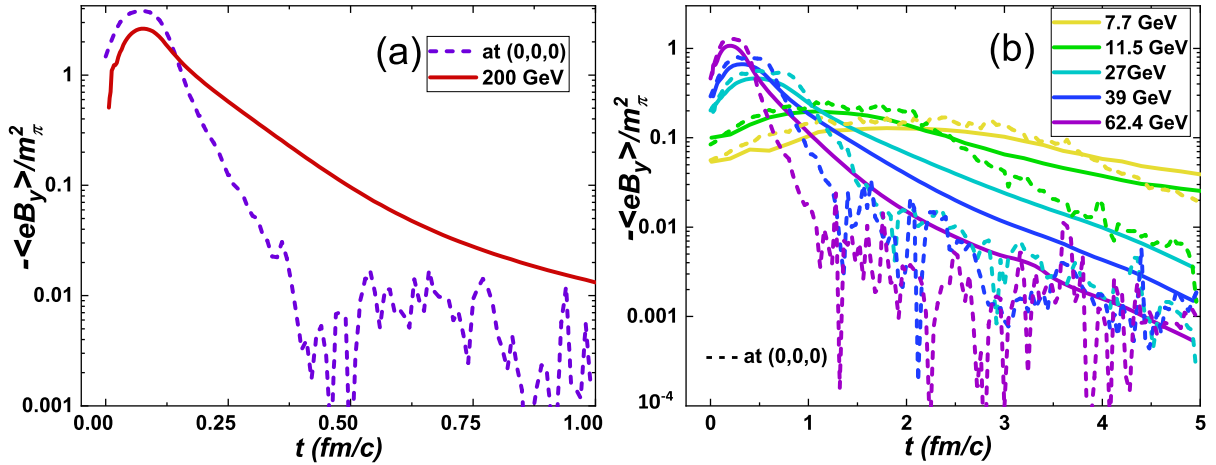 (a)
at (0,0,0)
200 GeV
1
0.1
0.01
0.001
-<eB_y>/m_π^2
0.00
0.25
0.50
0.75
1.00
t (fm/c)
(b)
7.7 GeV
11.5 GeV
27GeV
39 GeV
62.4 GeV
1
0.1
0.01
0.001
10^-4
-<eB_y>/m_π^2
at (0,0,0)
0
1
2
3
4
5
t (fm/c)